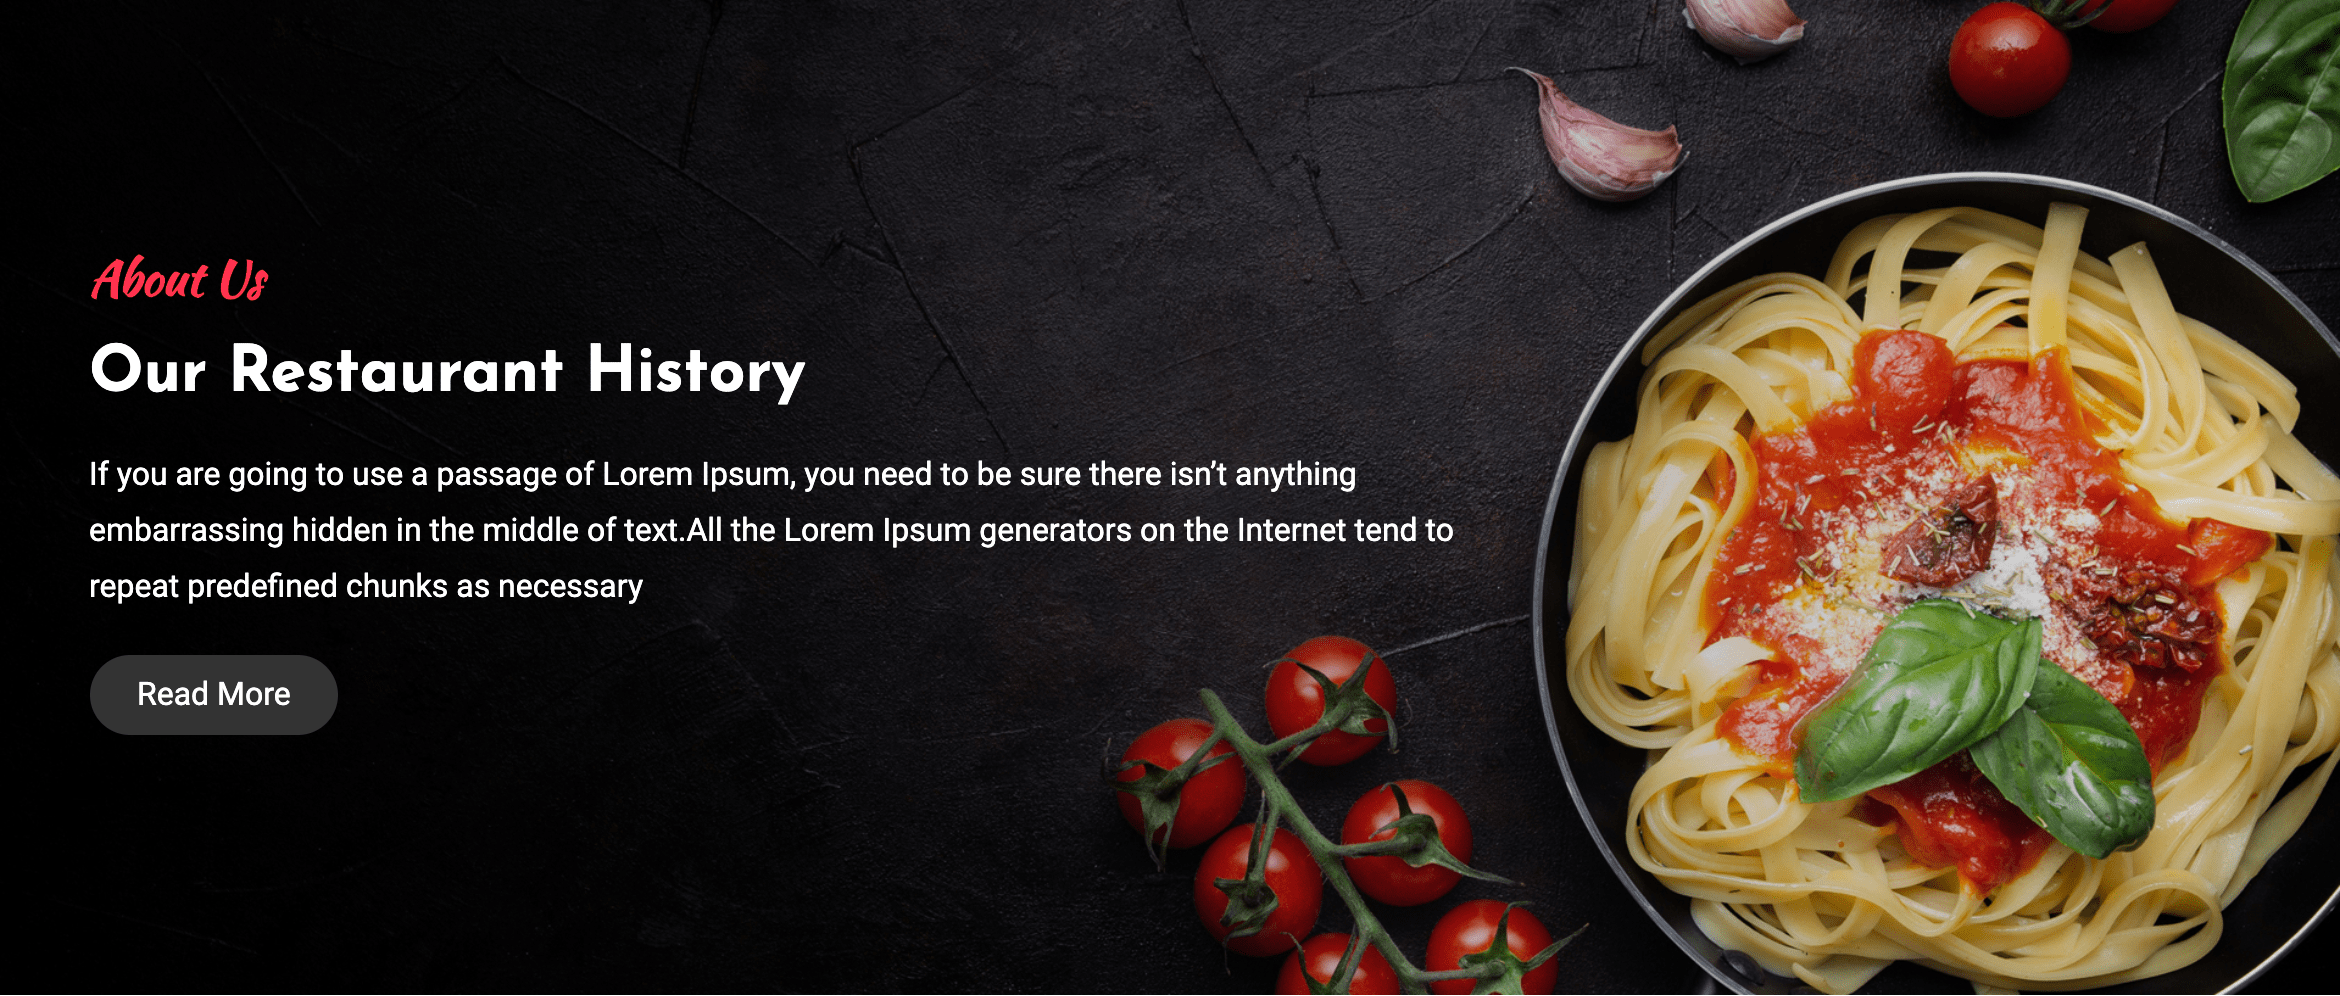 About Us
Our Restaurant History
If you are going to use a passage of Lorem Ipsum, you need to be sure there isn’t anything
embarrassing hidden in the middle of text.All the Lorem Ipsum generators on the Internet tend to
repeat predefined chunks as necessary
Read More